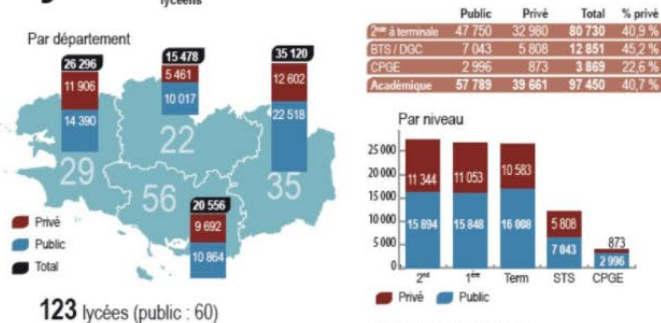 lycéens
Par département
26 296
11 906
14 390
15 478
5 461
10 017
35 120
12 602
22 518
29
22
56
35
20 556
9 692
10 864
Privé
Public
Total
123 lycées (public : 60)
Public Privé Total % privé
2nde à terminale 47 750 32 980 80 730 40,9 %
BTS / DGC 7 043 5 808 12 851 45,2 %
CPGE 2 996 873 3 869 22,6 %
Académique 57 789 39 661 97 450 40,7 %
Par niveau
25 000
20 000
15 000
10 000
5 000
0
11 344 11 053 10 583 5 808 873
15 894 15 848 16 008 7 043 2 996
2nd 1ère Term STS CPGE
Privé Public